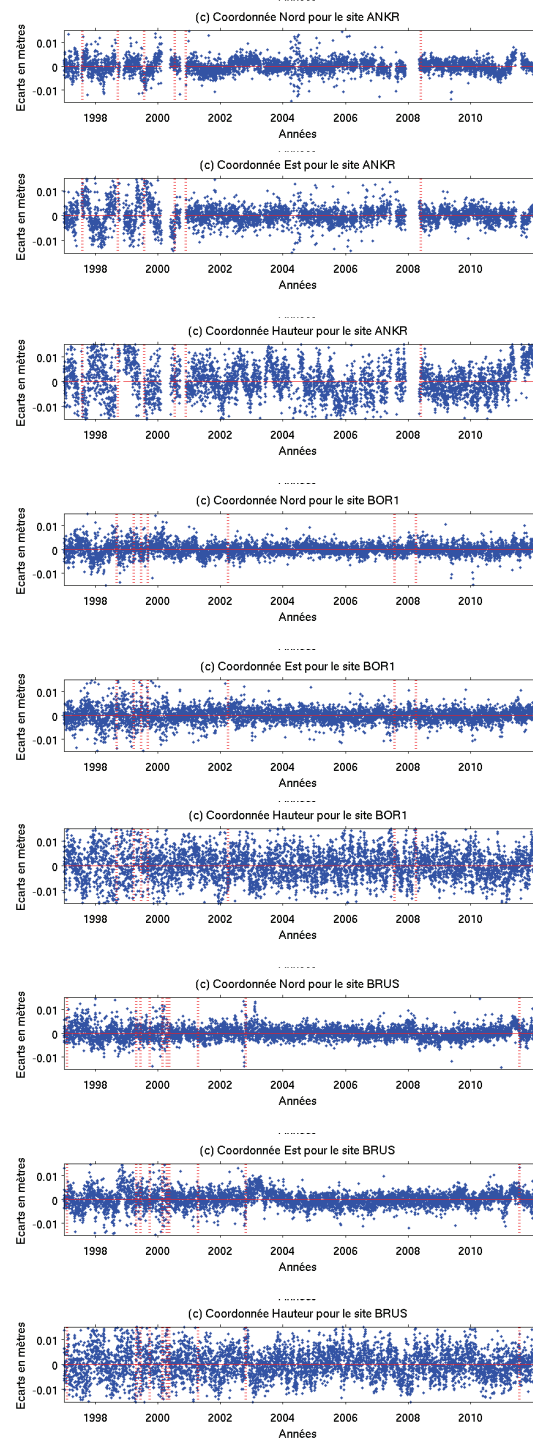 (c) Coordonnée Nord pour le site ANKR
Ecarts en mètres
0.01
0
-0.01
1998 2000 2002 2004 2006 2008 2010
Années
(c) Coordonnée Est pour le site ANKR
Ecarts en mètres
0.01
0
-0.01
1998 2000 2002 2004 2006 2008 2010
Années
(c) Coordonnée Hauteur pour le site ANKR
Ecarts en mètres
0.01
0
-0.01
1998 2000 2002 2004 2006 2008 2010
Années
(c) Coordonnée Nord pour le site BOR1
Ecarts en mètres
0.01
0
-0.01
1998 2000 2002 2004 2006 2008 2010
Années
(c) Coordonnée Est pour le site BOR1
Ecarts en mètres
0.01
0
-0.01
1998 2000 2002 2004 2006 2008 2010
Années
(c) Coordonnée Hauteur pour le site BOR1
Ecarts en mètres
0.01
0
-0.01
1998 2000 2002 2004 2006 2008 2010
Années
(c) Coordonnée Nord pour le site BRUS
Ecarts en mètres
0.01
0
-0.01
1998 2000 2002 2004 2006 2008 2010
Années
(c) Coordonnée Est pour le site BRUS
Ecarts en mètres
0.01
0
-0.01
1998 2000 2002 2004 2006 2008 2010
Années
(c) Coordonnée Hauteur pour le site BRUS
Ecarts en mètres
0.01
0
-0.01
1998 2000 2002 2004 2006 2008 2010
Années